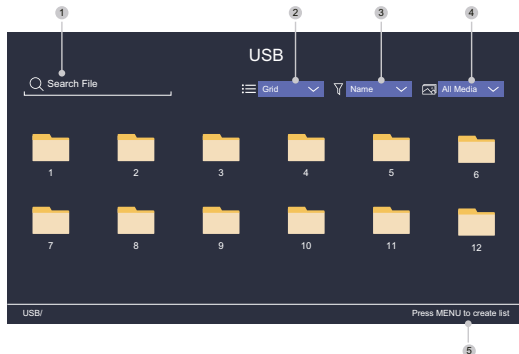 1 2 3 4
USB
Search File Grid Name All Media
1 2 3 4 5 6
7 8 9 10 11 12
USB/ Press MENU to create list
5